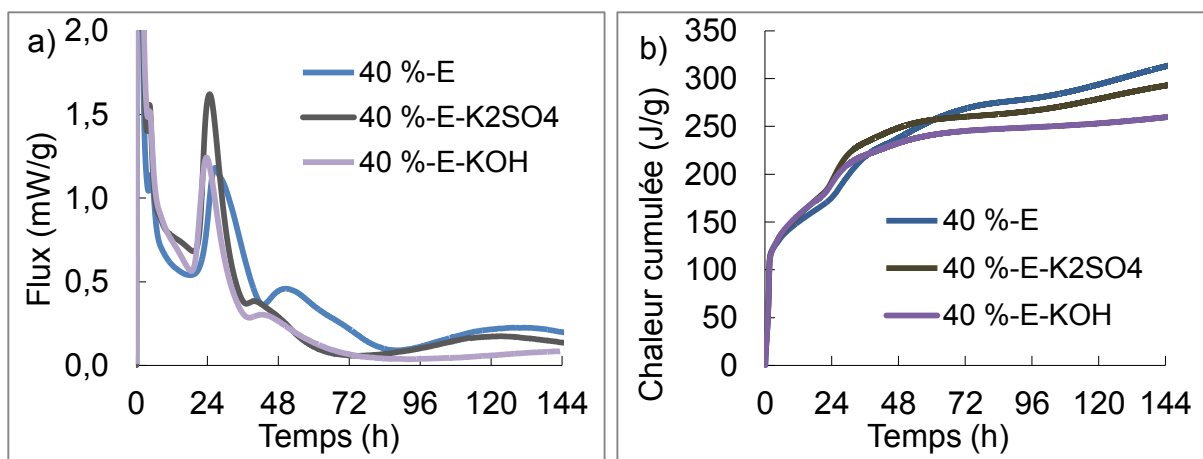 a)
Flux (mW/g)
2,0
1,5
1,0
0,5
0,0
40 %-E
40 %-E-K2SO4
40 %-E-KOH
0 24 48 72 96 120 144
Temps (h)
b)
Chaleur cumulée (J/g)
350
300
250
200
150
100
50
0
40 %-E
40 %-E-K2SO4
40 %-E-KOH
0 24 48 72 96 120 144
Temps (h)